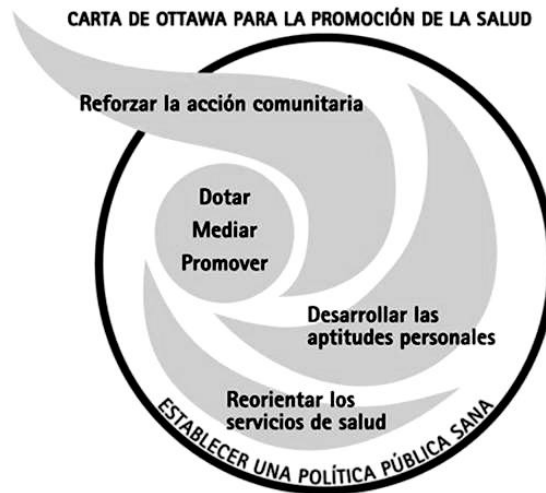 CARTA DE OTTAWA PARA LA PROMOCIÓN DE LA SALUD
Reforzar la acción comunitaria
Dotar
Mediar
Promover
Desarrollar las
aptitudes personales
Reorientar los
servicios de salud
ESTABLECER UNA POLÍTICA PÚBLICA SANA